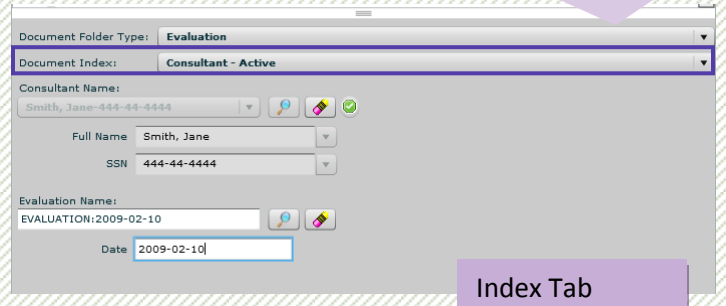 Document Folder Type: Evaluation
Document Index: Consultant - Active
Consultant Name:
Smith, Jane-444-44-4444
Full Name Smith, Jane
SSN 444-44-4444
Evaluation Name:
EVALUATION:2009-02-10
Date 2009-02-10
Index Tab